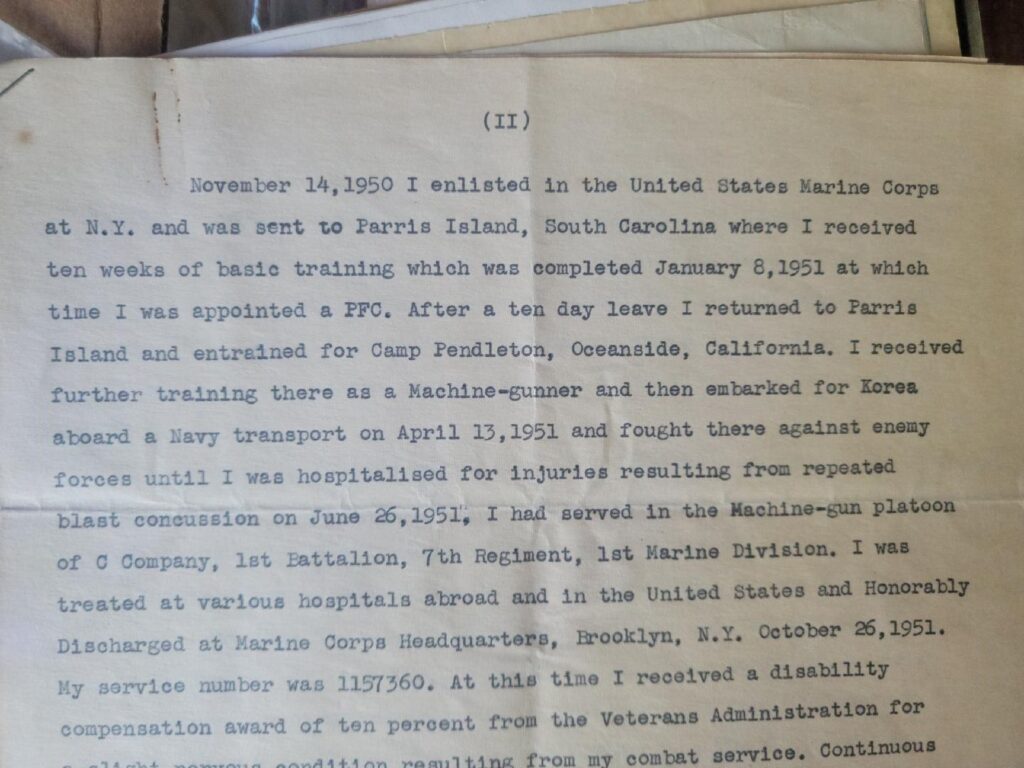 (II)
November 14,1950 I enlisted in the United States Marine Corps
at N.Y. and was sent to Parris Island, South Carolina where I received
ten weeks of basic training which was completed January 8,1951 at which
time I was appointed a PFC. After a ten day leave I returned to Parris
Island and entrained for Camp Pendleton, Oceanside, California. I received
further training there as a Machine-gunner and then embarked for Korea
aboard a Navy transport on April 13,1951 and fought there against enemy
forces until I was hospitalised for injuries resulting from repeated
blast concussion on June 26,1951, I had served in the Machine-gun platoon
of C Company, 1st Battalion, 7th Regiment, 1st Marine Division. I was
treated at various hospitals abroad and in the United States and Honorably
Discharged at Marine Corps Headquarters, Brooklyn, N.Y. October 26,1951.
My service number was 1157360. At this time I received a disability
compensation award of ten percent from the Veterans Administration for
a slight nervous condition resulting from my combat service. Continuous